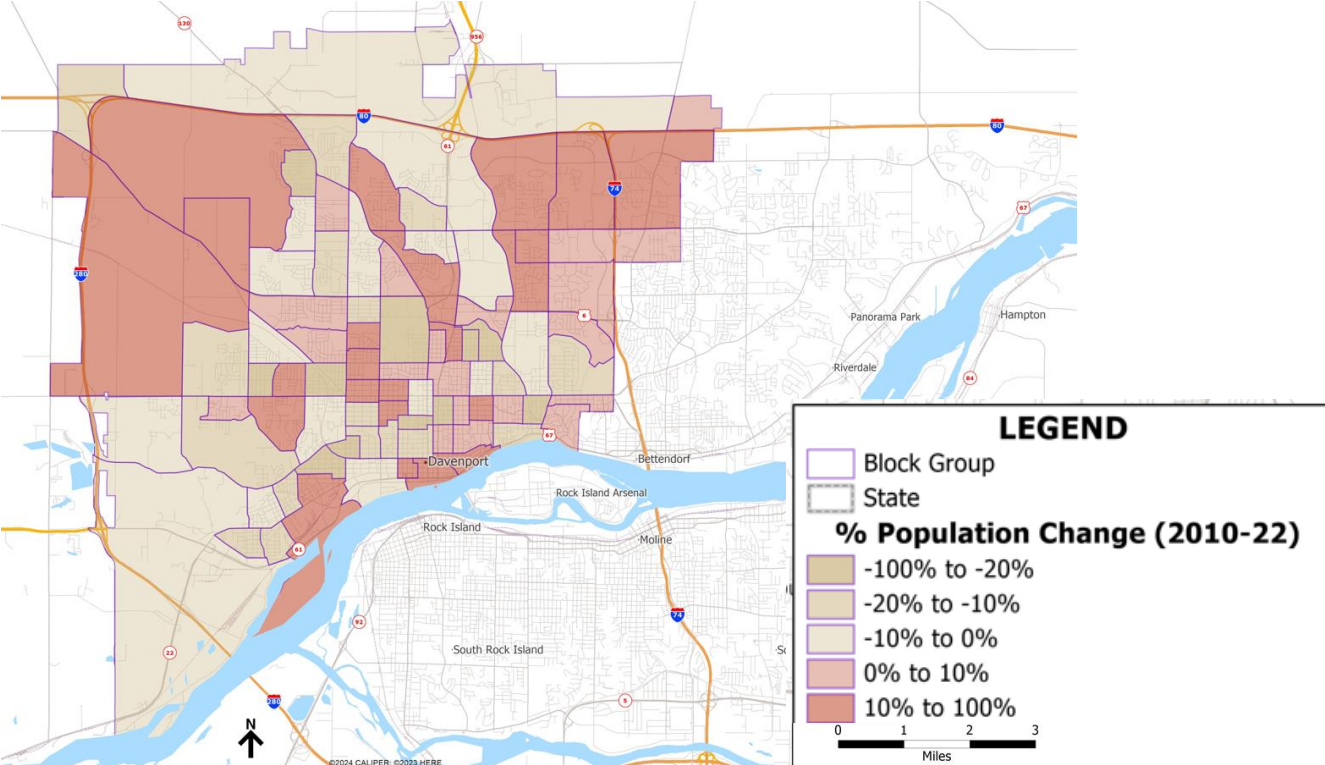 130
956
80
61
80
74
67
280
6
Panorama Park
Hampton
Riverdale
84
67
Davenport
Bettendorf
Rock Island Arsenal
Rock Island
Moline
61
92
74
22
South Rock Island
280
5
N
©2024 CALIPER; ©2023 HERE
LEGEND
Block Group
State
% Population Change (2010-22)
-100% to -20%
-20% to -10%
-10% to 0%
0% to 10%
10% to 100%
0 1 2 3
Miles